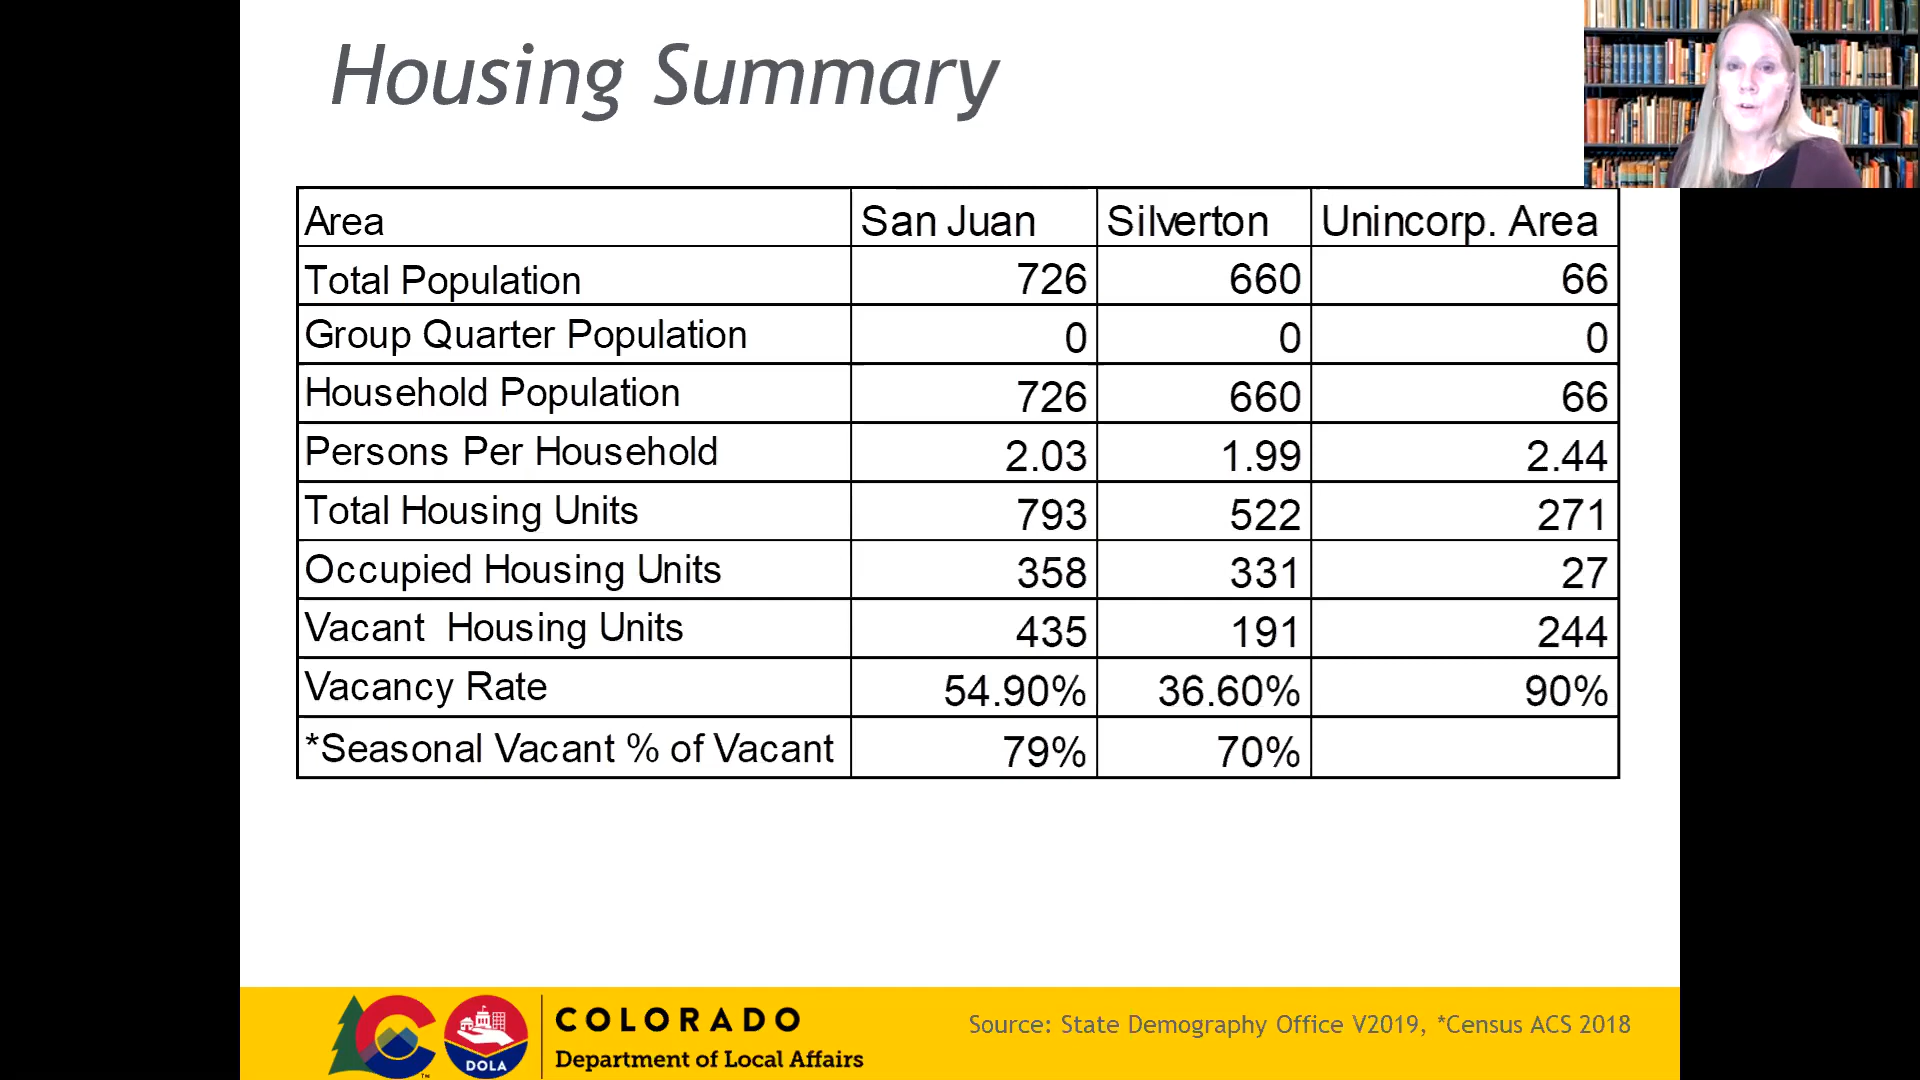 Housing Summary
Area San Juan Silverton Unincorp. Area
Total Population 726 660 66
Group Quarter Population 0 0 0
Household Population 726 660 66
Persons Per Household 2.03 1.99 2.44
Total Housing Units 793 522 271
Occupied Housing Units 358 331 27
Vacant  Housing Units 435 191 244
Vacancy Rate 54.90% 36.60% 90%
*Seasonal Vacant % of Vacant 79% 70%
DOLA
TM
COLORADO
Department of Local Affairs
Source: State Demography Office V2019, *Census ACS 2018